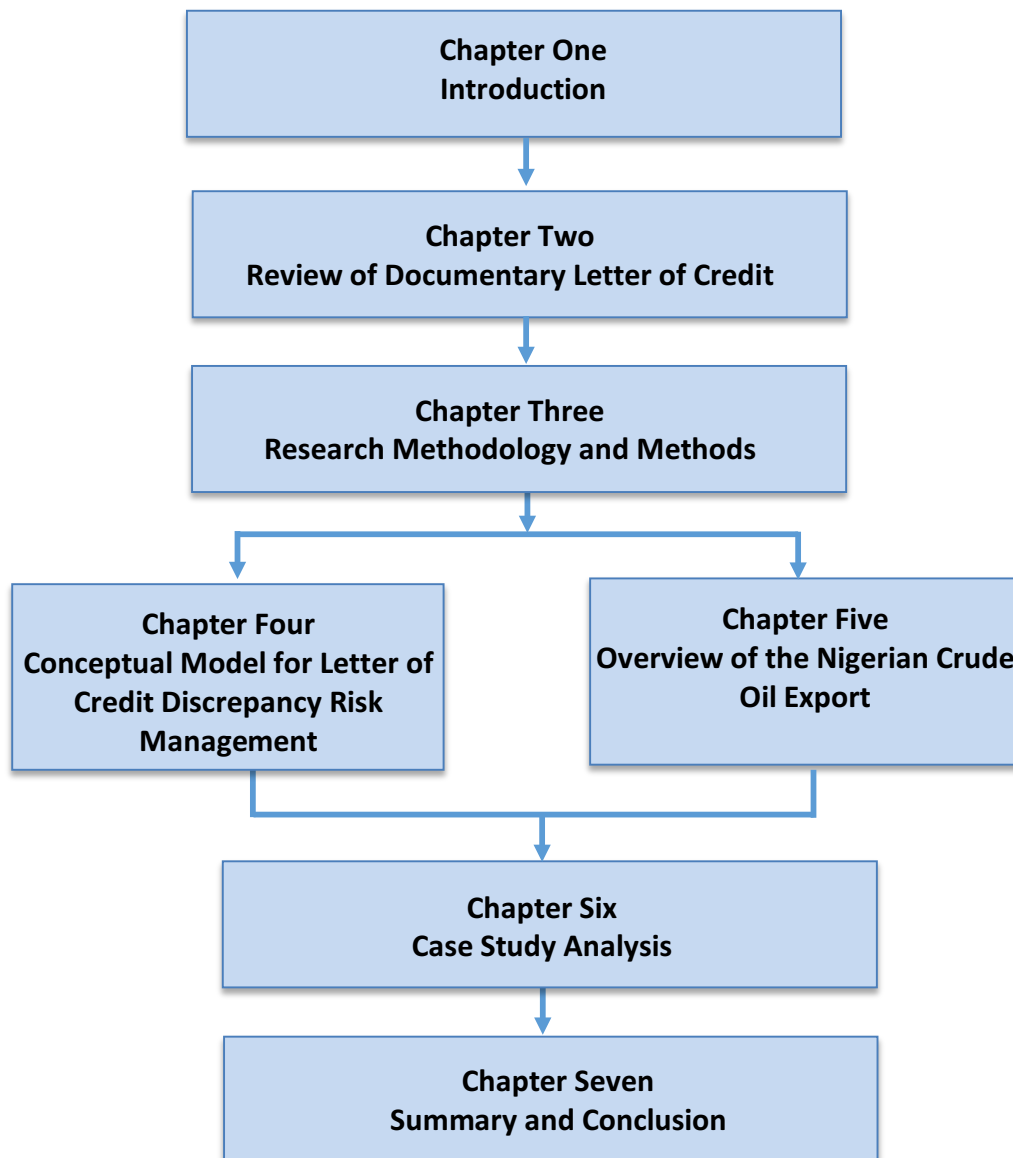 Chapter One
Introduction
Chapter Two
Review of Documentary Letter of Credit
Chapter Three
Research Methodology and Methods
Chapter Four
Conceptual Model for Letter of
Credit Discrepancy Risk
Management
Chapter Five
Overview of the Nigerian Crude
Oil Export
Chapter Six
Case Study Analysis
Chapter Seven
Summary and Conclusion